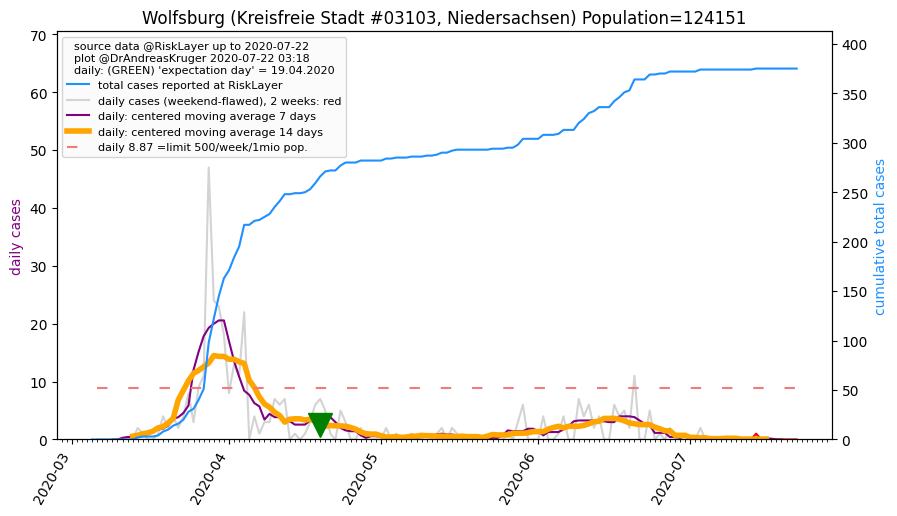 Wolfsburg (Kreisfreie Stadt #03103, Niedersachsen) Population=124151
source data @RiskLayer up to 2020-07-22
plot @DrAndreasKruger 2020-07-22 03:18
daily: (GREEN) 'expectation day' = 19.04.2020
total cases reported at RiskLayer
daily cases (weekend-flawed), 2 weeks: red
daily: centered moving average 7 days
daily: centered moving average 14 days
daily 8.87 =limit 500/week/1mio pop.
daily cases
70
60
50
40
30
20
10
0
cumulative total cases
400
350
300
250
200
150
100
50
0
2020-03
2020-04
2020-05
2020-06
2020-07